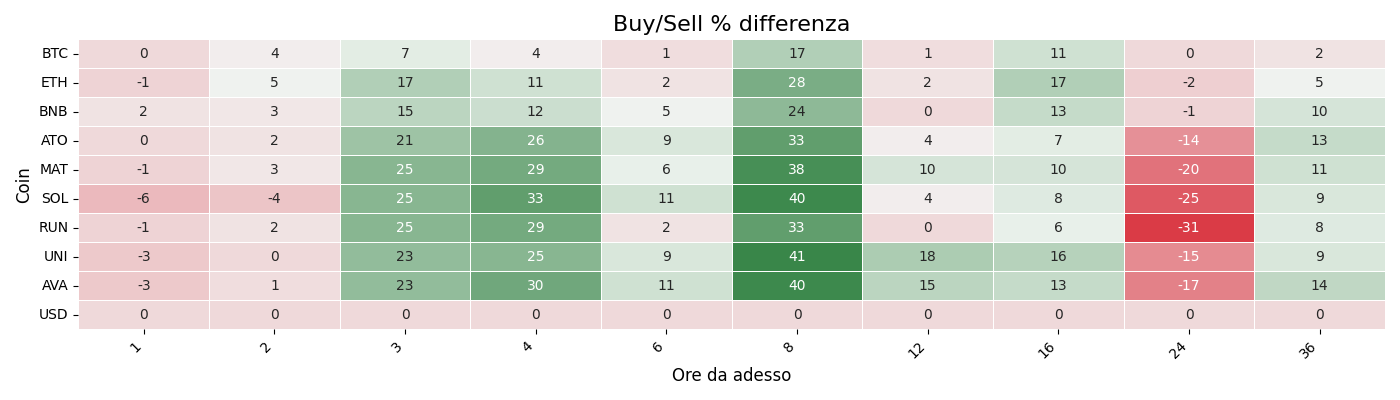 Buy/Sell % differenza
Coin
BTC 0 4 7 4 1 17 1 11 0 2
ETH -1 5 17 11 2 28 2 17 -2 5
BNB 2 3 15 12 5 24 0 13 -1 10
ATO 0 2 21 26 9 33 4 7 -14 13
MAT -1 3 25 29 6 38 10 10 -20 11
SOL -6 -4 25 33 11 40 4 8 -25 9
RUN -1 2 25 29 2 33 0 6 -31 8
UNI -3 0 23 25 9 41 18 16 -15 9
AVA -3 1 23 30 11 40 15 13 -17 14
USD 0 0 0 0 0 0 0 0 0 0
1 2 3 4 6 8 12 16 24 36
Ore da adesso